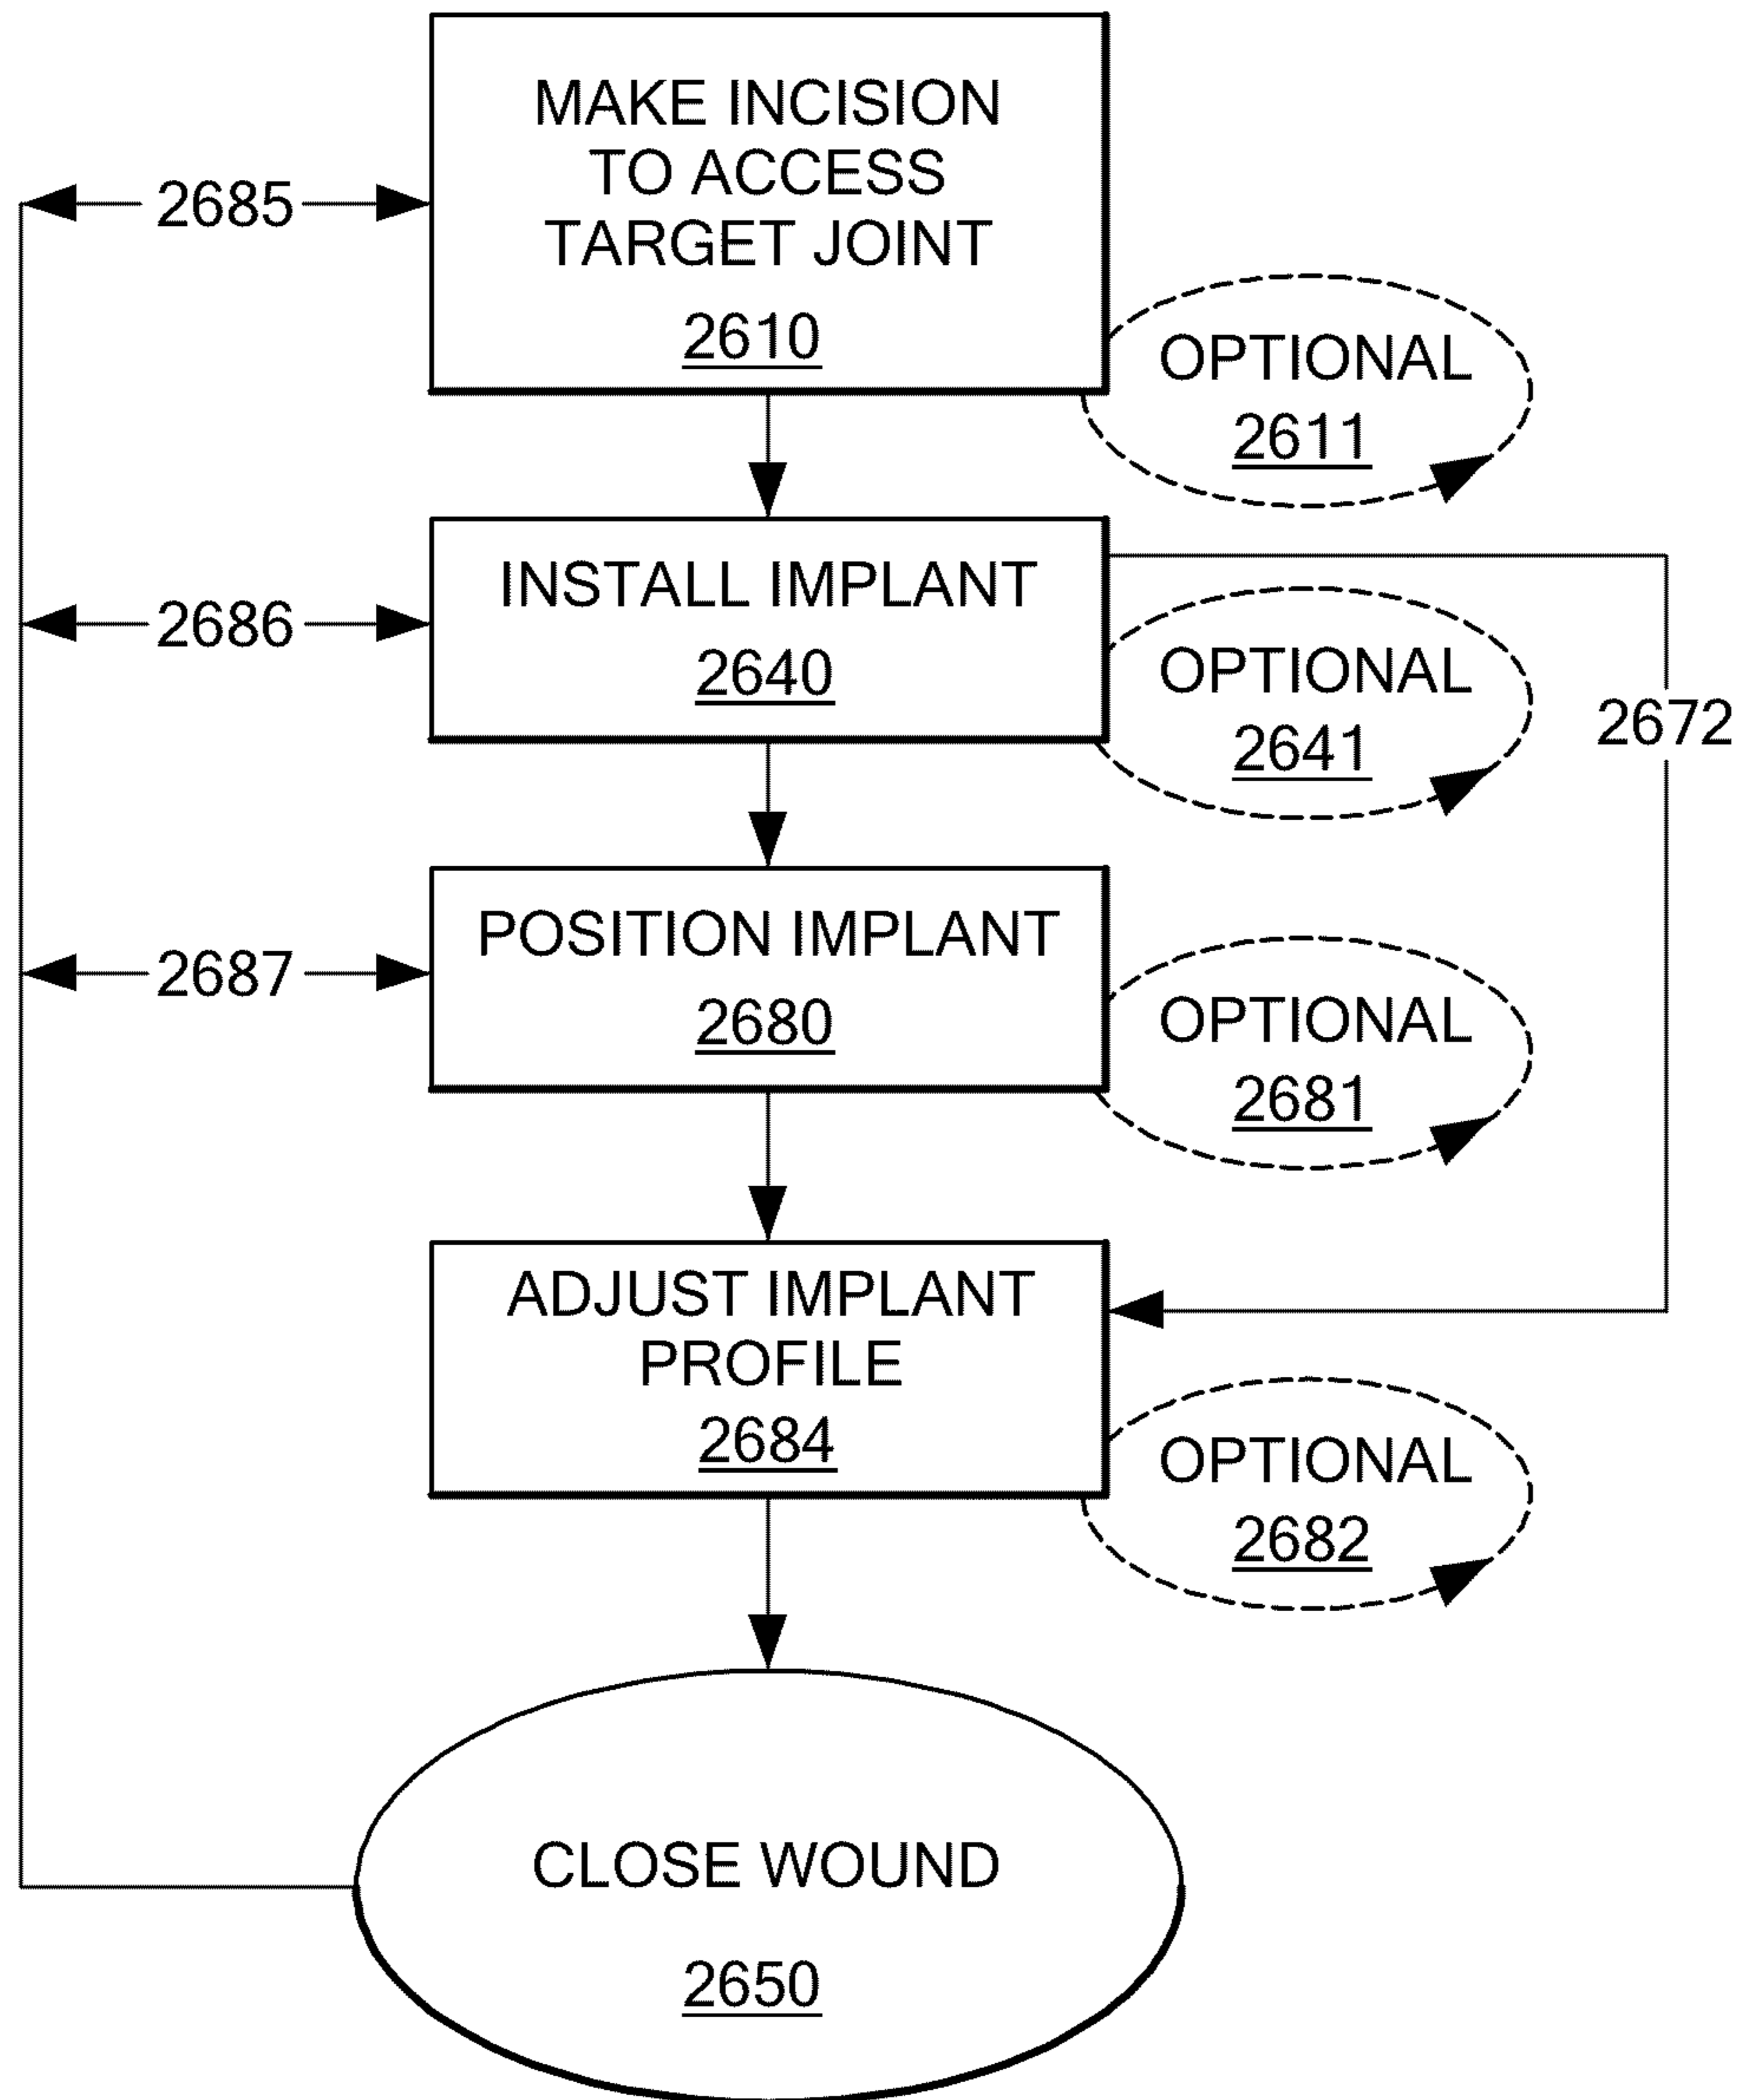 MAKE INCISION
TO ACCESS
TARGET JOINT
2610
2685
OPTIONAL
2611
INSTALL IMPLANT
2640
2686
OPTIONAL
2641
2672
POSITION IMPLANT
2680
2687
OPTIONAL
2681
ADJUST IMPLANT
PROFILE
2684
OPTIONAL
2682
CLOSE WOUND
2650